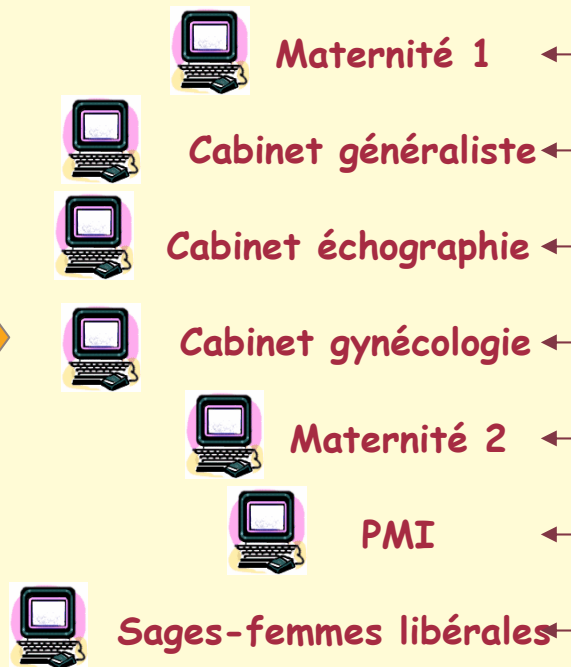 Maternité 1
Cabinet généraliste
Cabinet échographie
Cabinet gynécologie
Maternité 2
PMI
Sages-femmes libérales